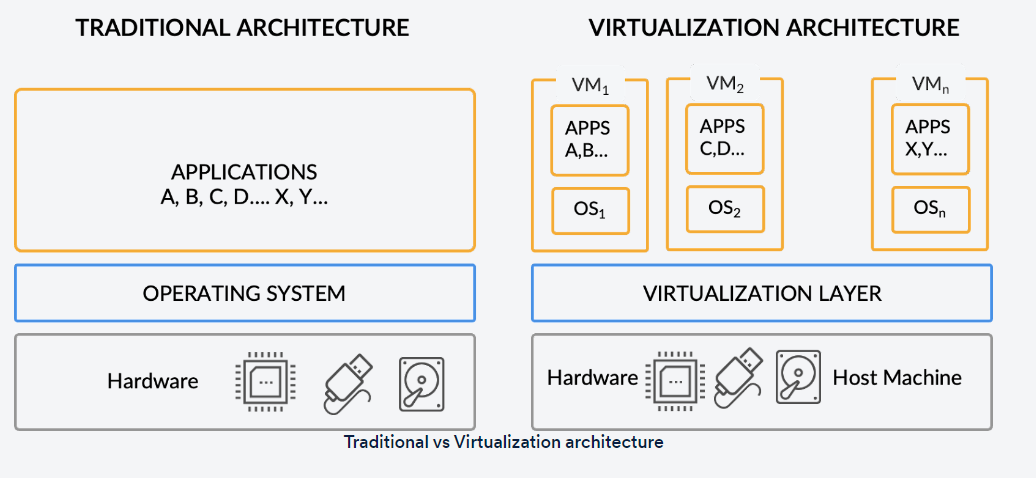 TRADITIONAL ARCHITECTURE
APPLICATIONS
A, B, C, D.... X, Y...
OPERATING SYSTEM
Hardware
VIRTUALIZATION ARCHITECTURE
VM1
APPS
A,B...
OS1
VM2
APPS
C,D...
OS2
VMn
APPS
X,Y...
OSn
VIRTUALIZATION LAYER
Hardware
Host Machine
Traditional vs Virtualization architecture